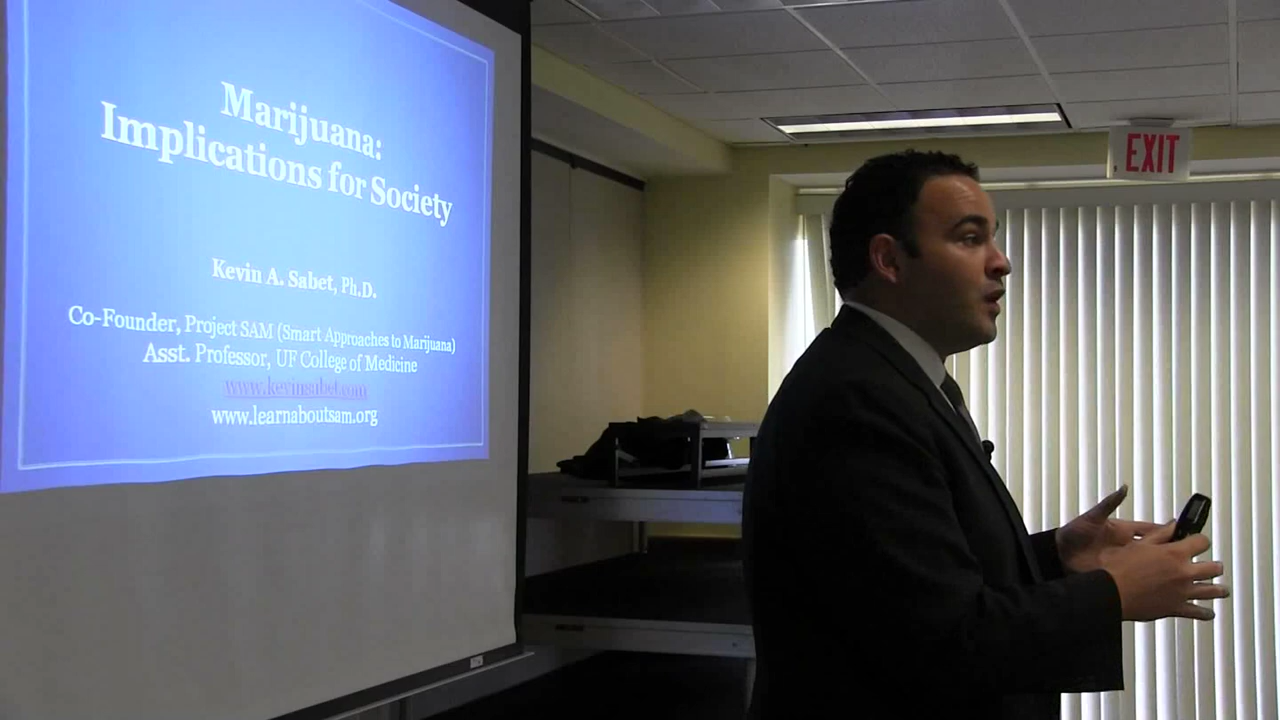 Marijuana:
Implications for Society
Kevin A. Sabet, Ph.D.
Co-Founder, Project SAM (Smart Approaches to Marijuana)
Asst. Professor, UF College of Medicine
www.kevinsabet.com
www.learnaboutsam.org
EXIT